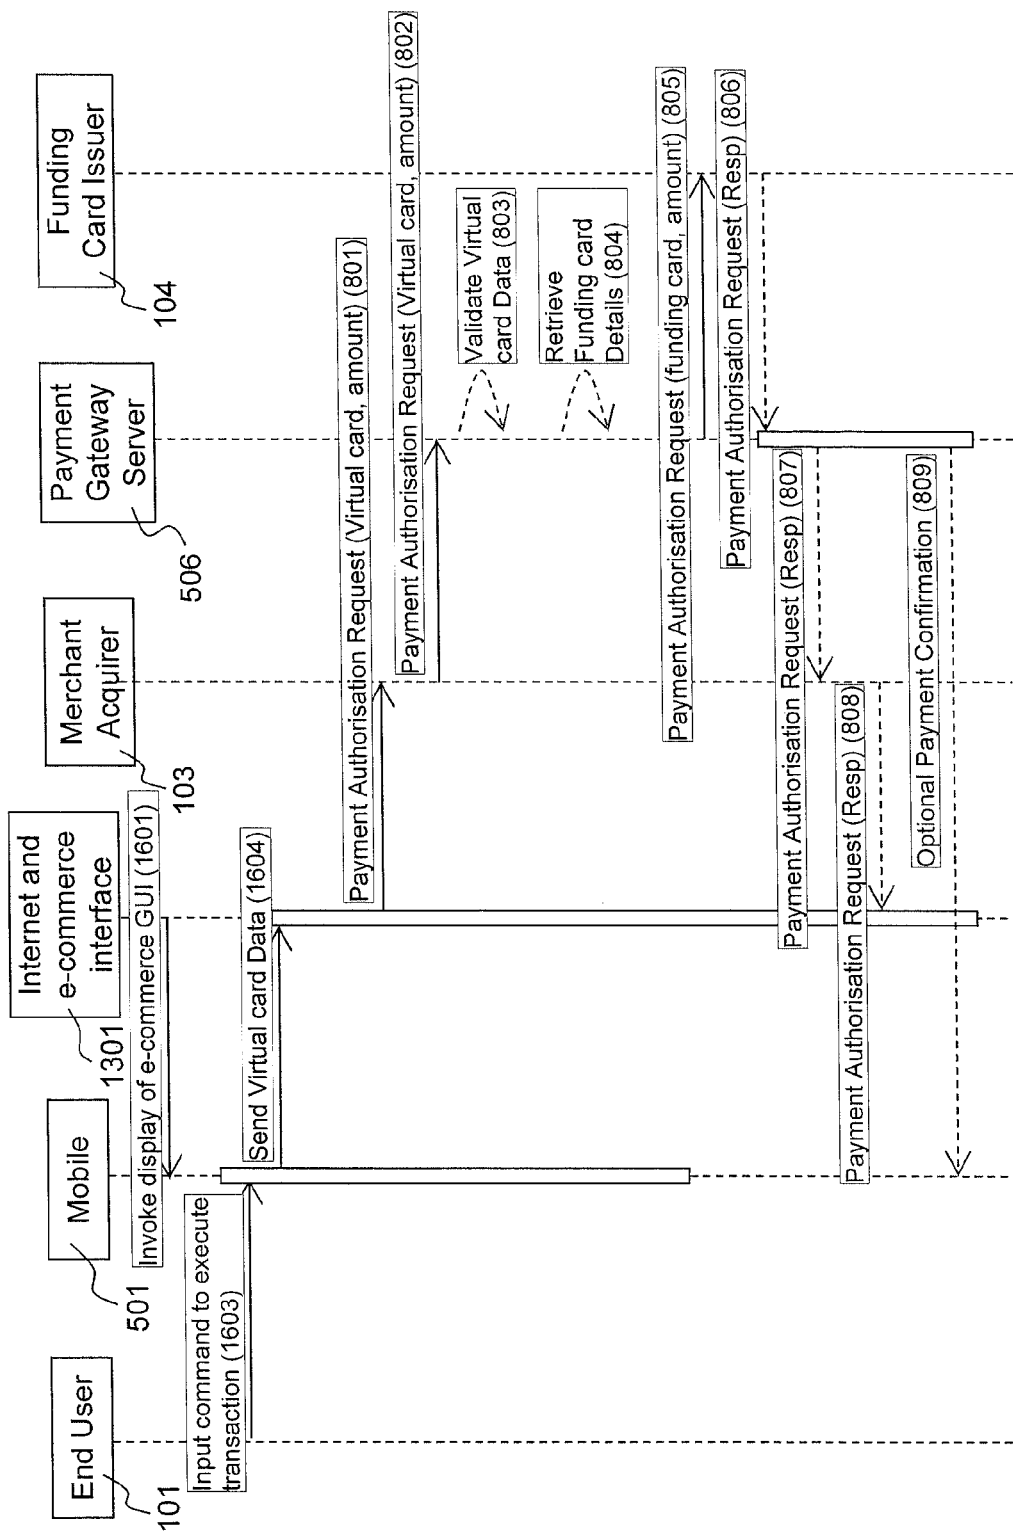 End User
101
Mobile
501
Internet and
e-commerce
interface
1301
Merchant
Acquirer
103
Payment
Gateway
Server
506
Funding
Card Issuer
104
Invoke display of e-commerce GUI (1601)
Input command to execute
transaction (1603)
Send Virtual card Data (1604)
Payment Authorisation Request (Virtual card, amount) (801)
Payment Authorisation Request (Virtual card, amount) (802)
Validate Virtual
card Data (803)
Retrieve
Funding card
Details (804)
Payment Authorisation Request (funding card, amount) (805)
Payment Authorisation Request (Resp) (806)
Payment Authorisation Request (Resp) (807)
Payment Authorisation Request (Resp) (808)
Optional Payment Confirmation (809)